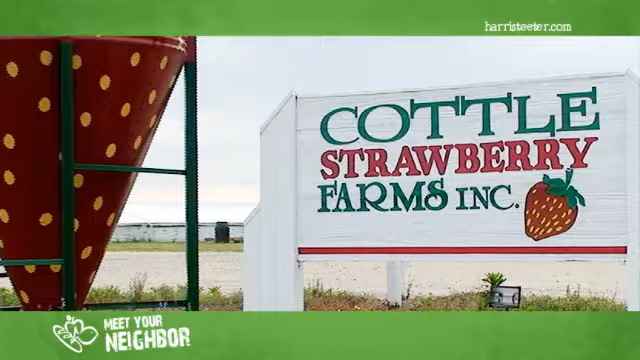 harristeeter.com
COTTLE
STRAWBERRY
FARMS INC.
MEET YOUR
NEIGHBOR